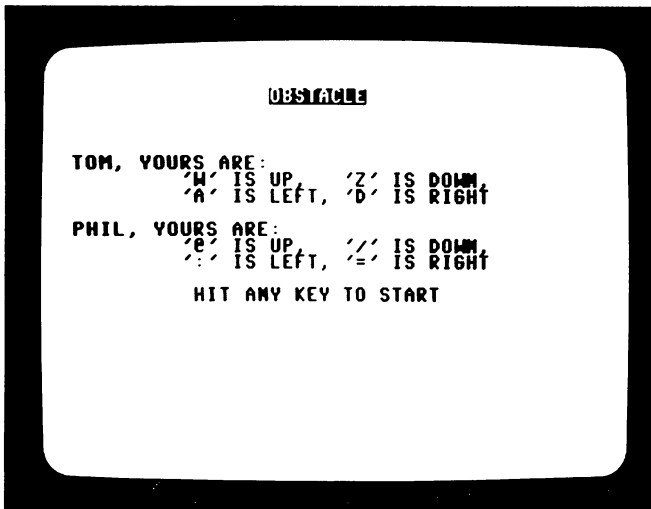 OBSTACLE
TOM, YOURS ARE:
'W' IS UP, 'Z' IS DOWN,
'A' IS LEFT, 'D' IS RIGHT
PHIL, YOURS ARE:
'@' IS UP, '/' IS DOWN,
':' IS LEFT, '=' IS RIGHT
HIT ANY KEY TO START